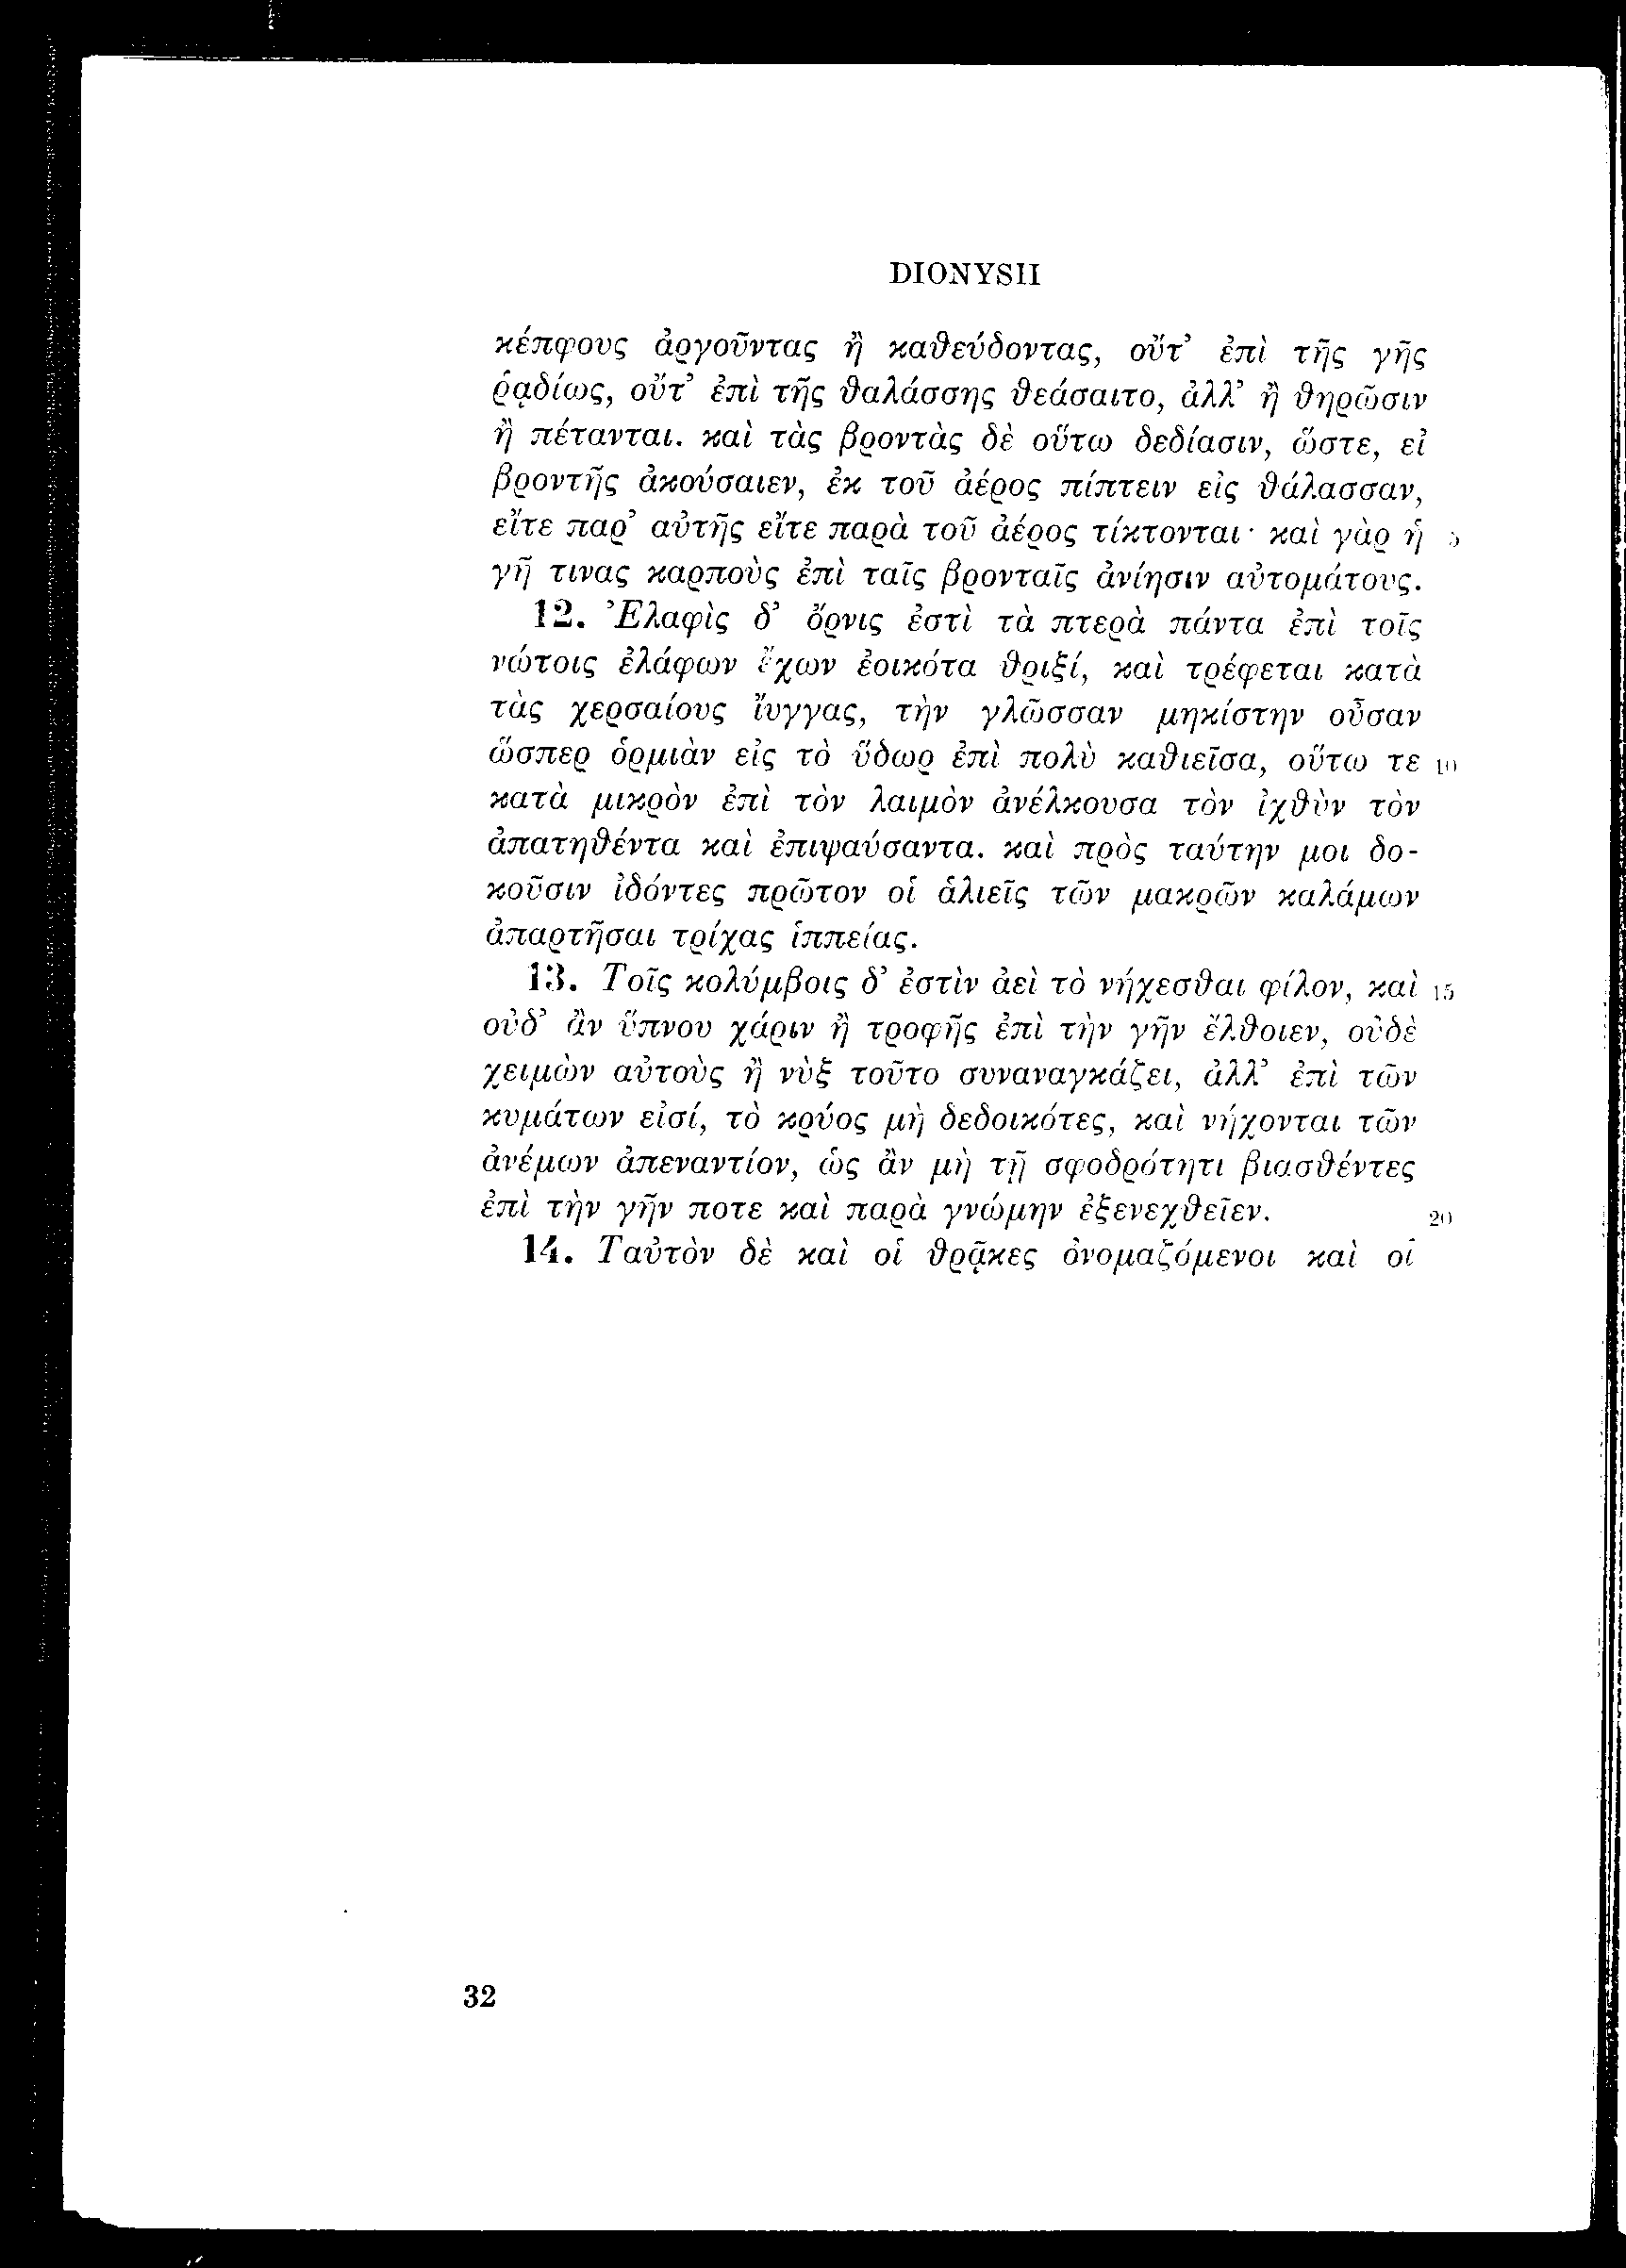 DIONYSII
κέπφους ἀργοῦντας ἢ καθεύδοντας, οὔτ’ ἐπὶ τῆς γῆς
ῥᾳδίως, οὔτ’ ἐπὶ τῆς θαλάσσης θεάσαιτο, ἀλλ’ ἢ θηρῶσιν
ἢ πέτανται. καὶ τὰς βροντὰς δὲ οὕτω δεδίασιν, ὥστε, εἰ
βροντῆς ἀκούσαιεν, ἐκ τοῦ ἀέρος πίπτειν εἰς θάλασσαν,
εἴτε παρ’ αὐτῆς εἴτε παρὰ τοῦ ἀέρος τίκτονται· καὶ γὰρ ἡ 5
γῆ τινας καρποὺς ἐπὶ ταῖς βρονταῖς ἀνίησιν αὐτομάτους.
12. Ἐλαφὶς δ’ ὄρνις ἐστὶ τὰ πτερὰ πάντα ἐπὶ τοῖς
νώτοις ἐλάφων ἔχων ἐοικότα θριξί, καὶ τρέφεται κατὰ
τὰς χερσαίους ἴυγγας, τὴν γλῶσσαν μηκίστην οὖσαν
ὥσπερ ὁρμιὰν εἰς τὸ ὕδωρ ἐπὶ πολὺ καθιεῖσα, οὕτω τε 10
κατὰ μικρὸν ἐπὶ τὸν λαιμὸν ἀνέλκουσα τὸν ἰχθὺν τὸν
ἀπατηθέντα καὶ ἐπιψαύσαντα. καὶ πρὸς ταύτην μοι δο-
κοῦσιν ἰδόντες πρῶτον οἱ ἁλιεῖς τῶν μακρῶν καλάμων
ἀπαρτῆσαι τρίχας ἱππείας.
13. Τοῖς κολύμβοις δ’ ἐστὶν ἀεὶ τὸ νήχεσθαι φίλον, καὶ 15
οὐδ’ ἂν ὕπνου χάριν ἢ τροφῆς ἐπὶ τὴν γῆν ἔλθοιεν, οὐδὲ
χειμὼν αὐτοὺς ἢ νὺξ τοῦτο συναναγκάζει, ἀλλ’ ἐπὶ τῶν
κυμάτων εἰσί, τὸ κρύος μὴ δεδοικότες, καὶ νήχονται τῶν
ἀνέμων ἀπεναντίον, ὡς ἂν μὴ τῇ σφοδρότητι βιασθέντες
ἐπὶ τὴν γῆν ποτε καὶ παρὰ γνώμην ἐξενεχθεῖεν. 20
14. Ταὐτὸν δὲ καὶ οἱ θρᾷκες ὀνομαζόμενοι καὶ οἱ
32